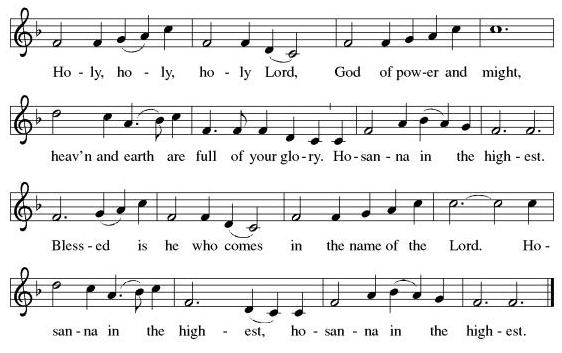 Ho - ly, ho - ly, ho - ly Lord, God of pow-er and might,
heav'n and earth are full of your glo-ry. Ho-san - na in the high-est.
Bless - ed is he who comes in the name of the Lord. Ho-
san - na in the high - est, ho - san - na in the high-est.